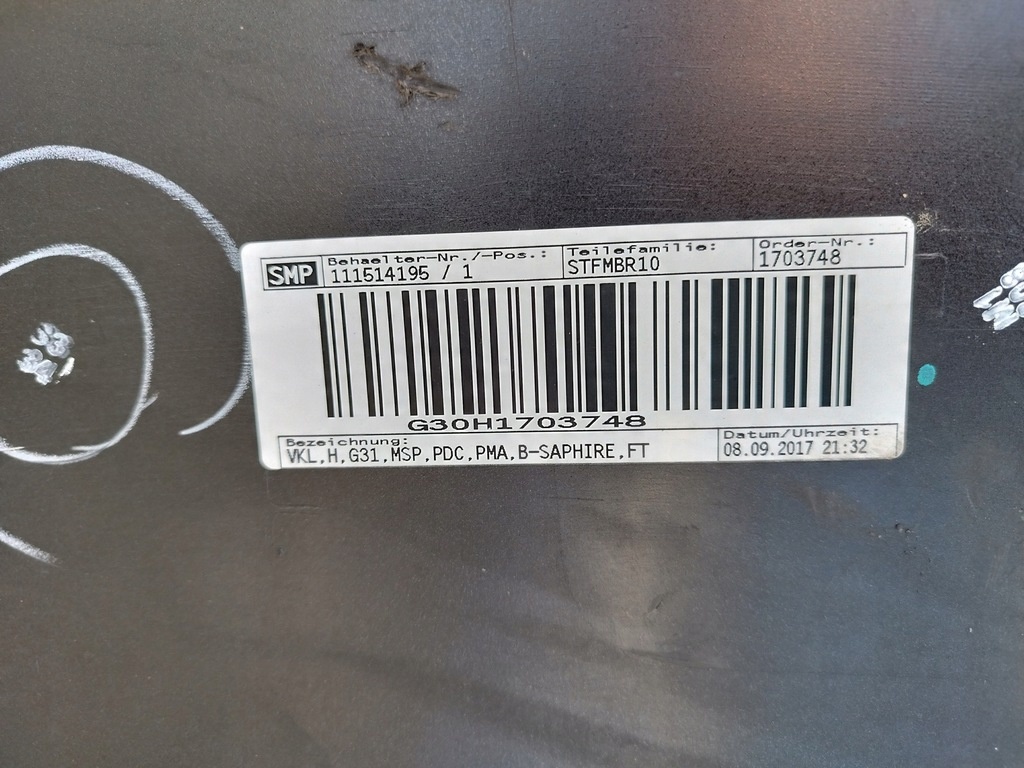 SMP
Behaelter-Nr./-Pos.: Teilefamilie: Order-Nr.:
111514195 / 1 STFMBR10 1703748
G30H1703748
Bezeichnung: Datum/Uhrzeit:
VKL,H,G31,MSP,PDC,PMA,B-SAPHIRE,FT 08.09.2017 21:32